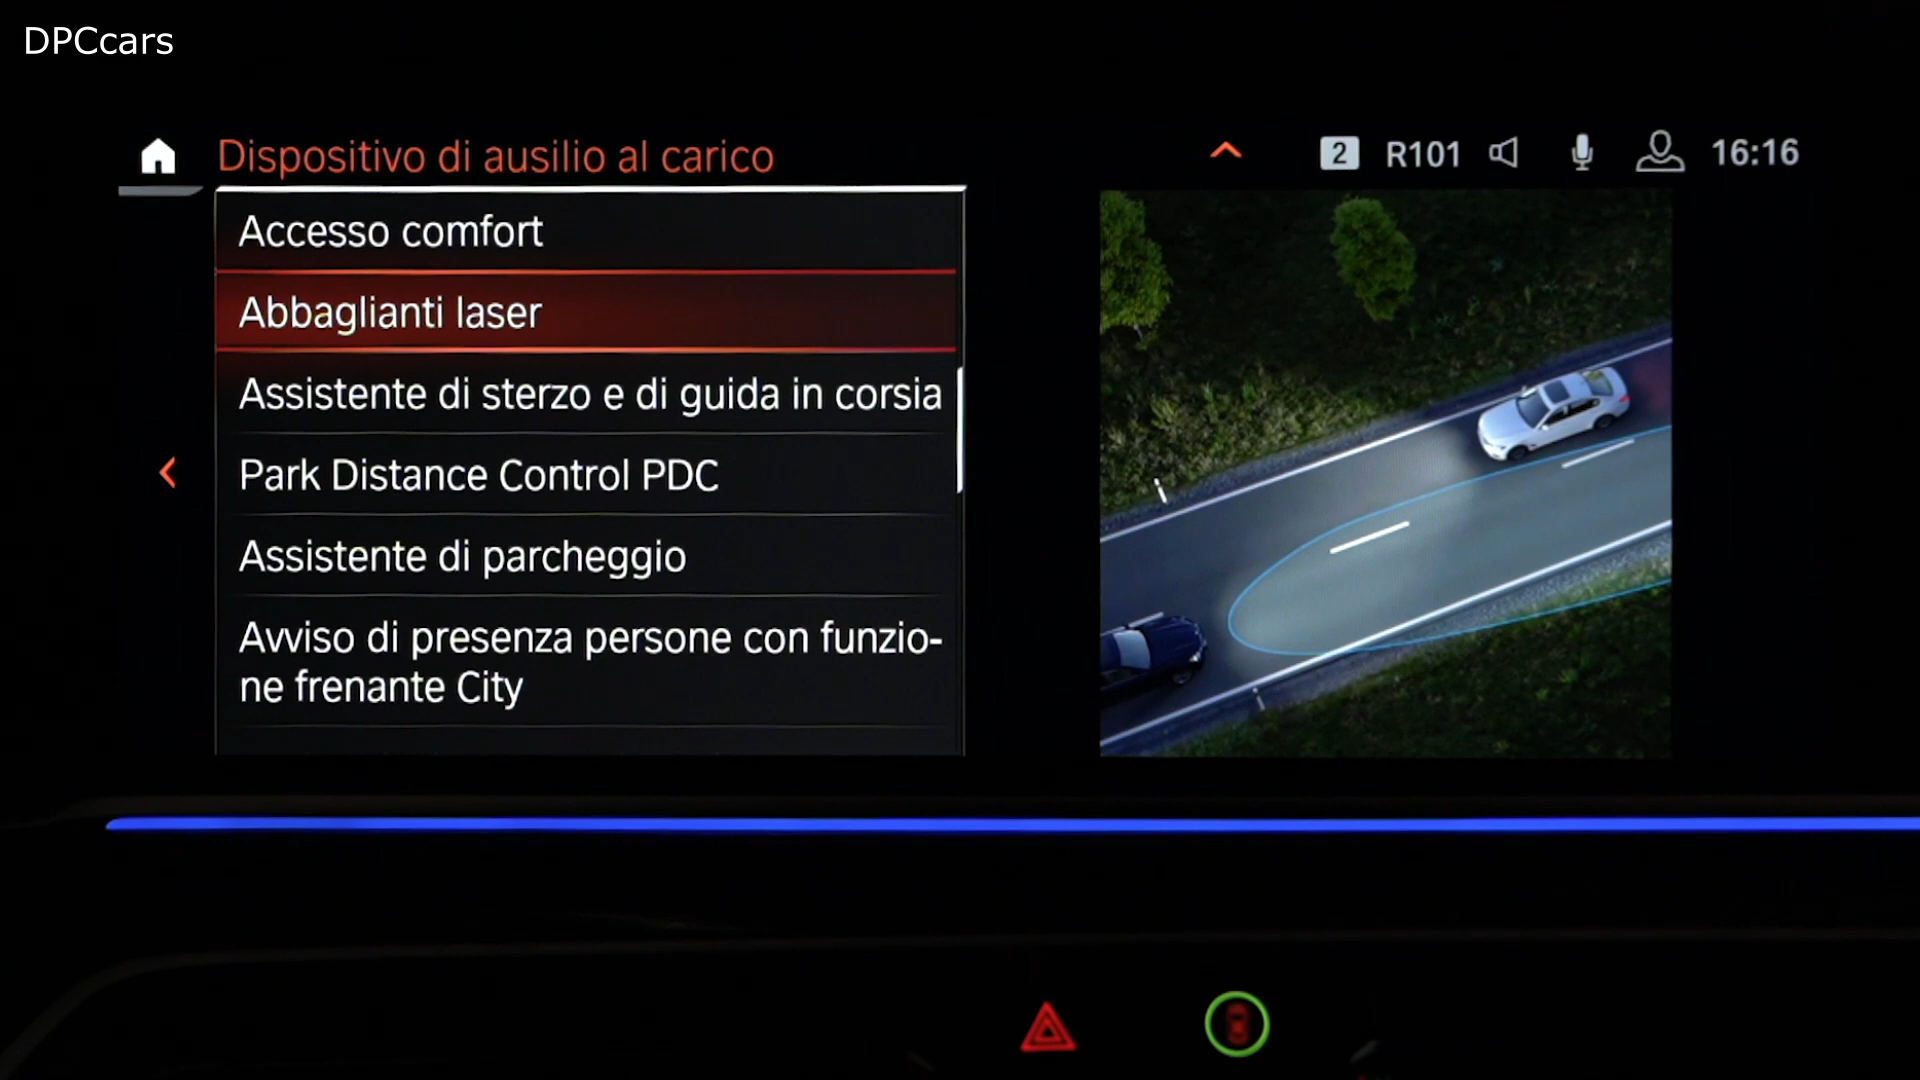 DPCcars
Dispositivo di ausilio al carico
2 R101 16:16
Accesso comfort
Abbaglianti laser
Assistente di sterzo e di guida in corsia
Park Distance Control PDC
Assistente di parcheggio
Avviso di presenza persone con funzio-
ne frenante City